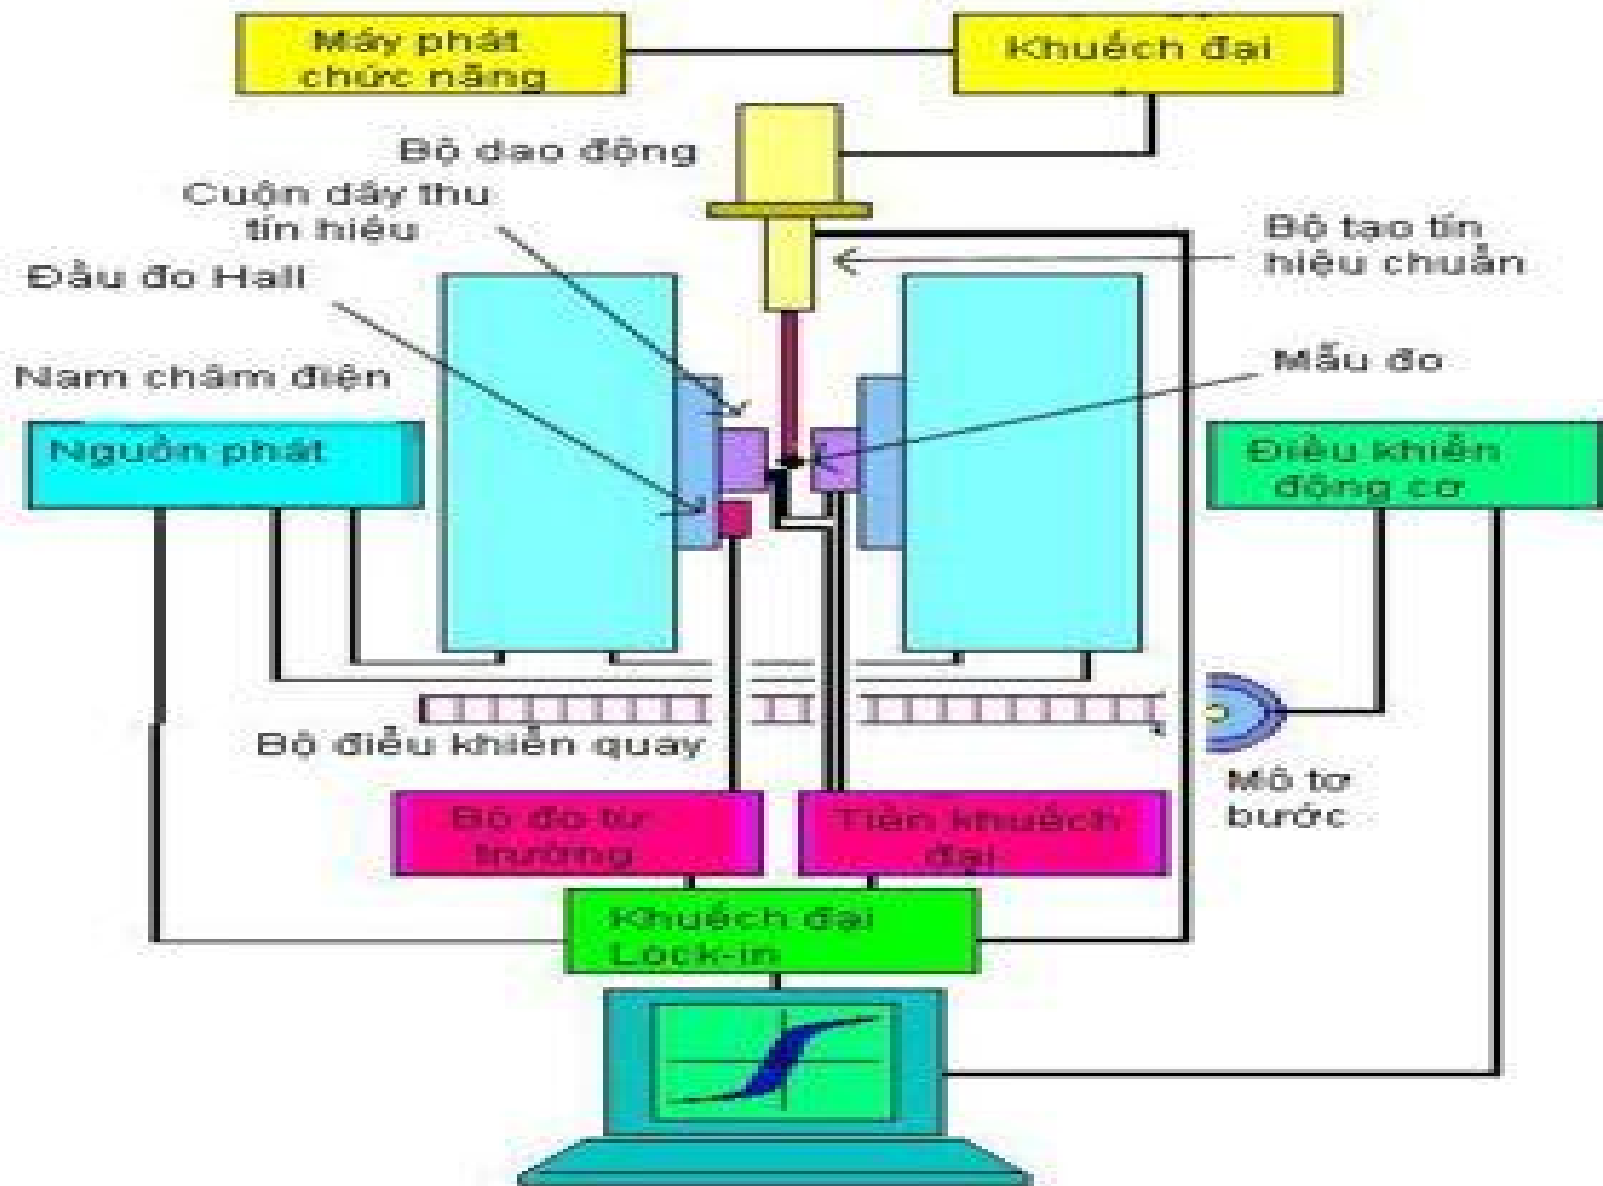 Máy phát
chức năng
Khuếch đại
Bộ dao động
Cuộn dây thu
tín hiệu
Bộ tạo tín
hiệu chuẩn
Đầu đo Hall
Mẫu đo
Nam châm điện
Nguồn phát
Điều khiển
động cơ
Bộ điều khiển quay
Mô tơ
bước
Bộ đo từ
trường
Tiền khuếch
đại
Khuếch đại
Lock-in